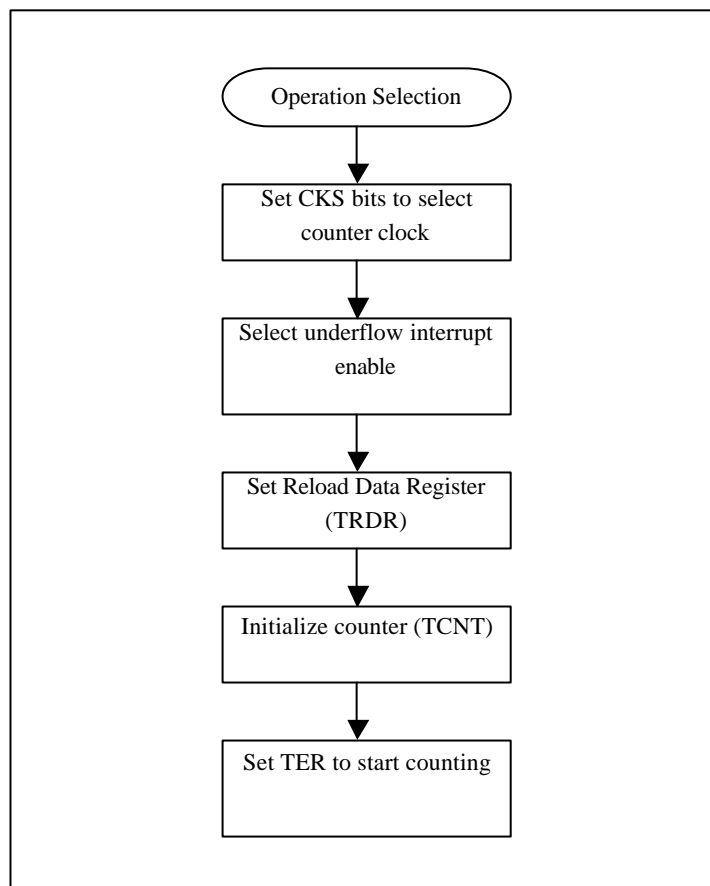 Operation Selection
Set CKS bits to select
counter clock
Select underflow interrupt
enable
Set Reload Data Register
(TRDR)
Initialize counter (TCNT)
Set TER to start counting